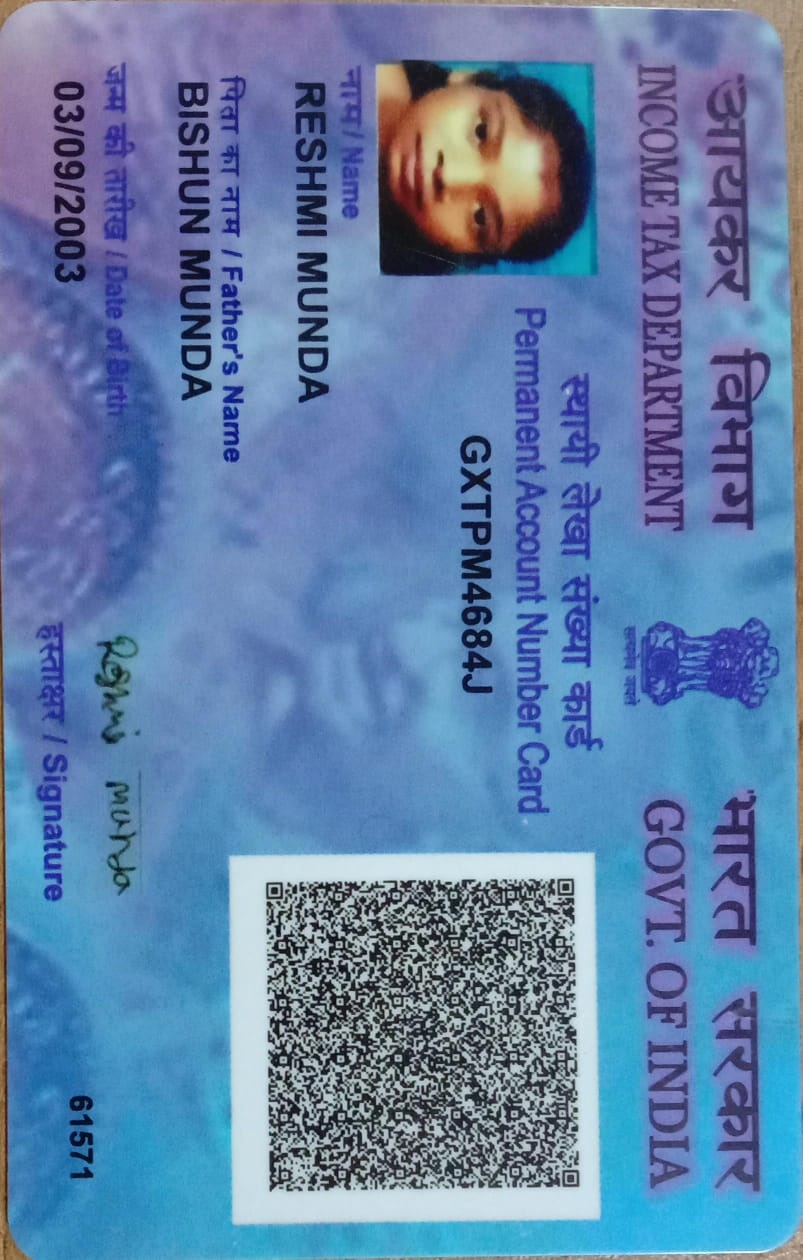 आयकर विभाग
INCOME TAX DEPARTMENT
सत्यमेव जयते
भारत सरकार
GOVT. OF INDIA
स्थायी लेखा संख्या कार्ड
Permanent Account Number Card
GXTPM4684J
नाम / Name
RESHMI MUNDA
पिता का नाम / Father's Name
BISHUN MUNDA
जन्म की तारीख / Date of Birth
03/09/2003
Reshmi Munda
हस्ताक्षर / Signature
61571